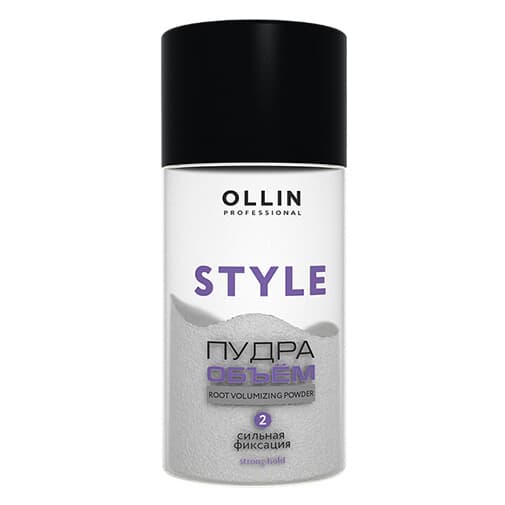 OLLIN
PROFESSIONAL
STYLE
ПУДРА
ОБЪЁМ
ROOT VOLUMIZING POWDER
2
сильная
фиксация
strong hold